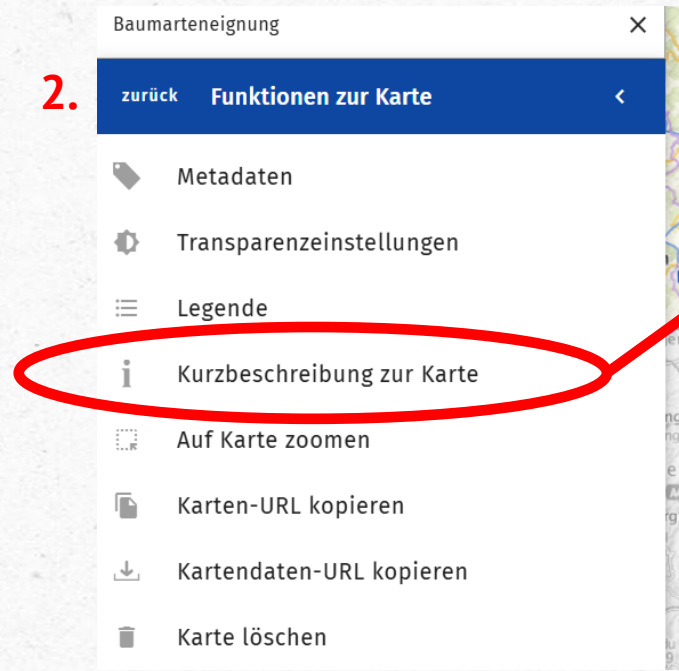 Baumarteneignung
2.
zurück Funktionen zur Karte
Metadaten
Transparenzeinstellungen
Legende
Kurzbeschreibung zur Karte
Auf Karte zoomen
Karten-URL kopieren
Kartendaten-URL kopieren
Karte löschen